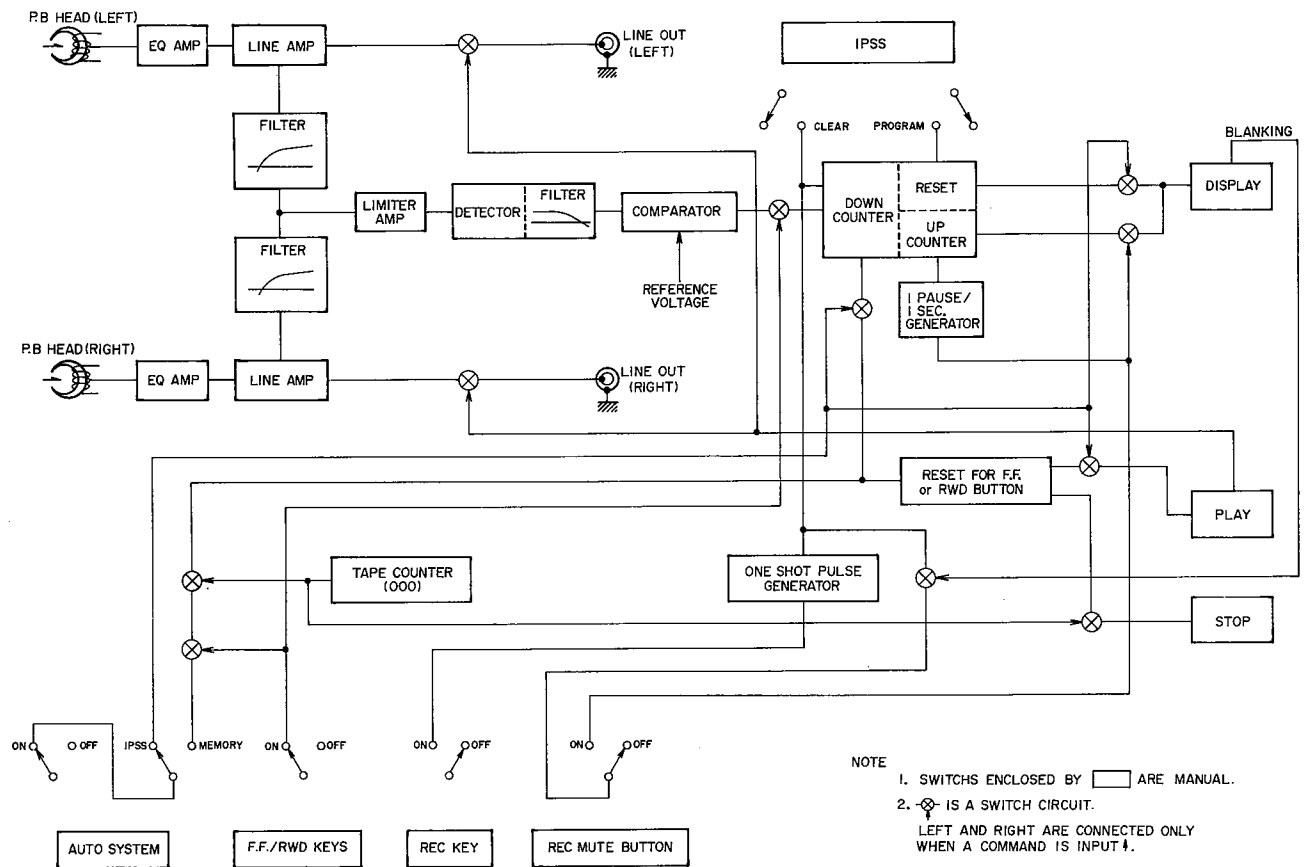 P.B HEAD (LEFT)
EQ AMP
LINE AMP
LINE OUT
(LEFT)
IPSS
FILTER
CLEAR
PROGRAM
BLANKING
LIMITER
AMP
DETECTOR
FILTER
COMPARATOR
DOWN
COUNTER
RESET
UP
COUNTER
DISPLAY
FILTER
REFERENCE
VOLTAGE
1 PAUSE/
1 SEC.
GENERATOR
P.B HEAD(RIGHT)
EQ AMP
LINE AMP
LINE OUT
(RIGHT)
RESET FOR F.F.
or RWD BUTTON
PLAY
TAPE COUNTER
(000)
ONE SHOT PULSE
GENERATOR
STOP
ON
OFF
IPSS
MEMORY
ON
OFF
ON
OFF
ON
OFF
AUTO SYSTEM
F.F./RWD KEYS
REC KEY
REC MUTE BUTTON
NOTE
1. SWITCHS ENCLOSED BY ARE MANUAL.
2. IS A SWITCH CIRCUIT.
LEFT AND RIGHT ARE CONNECTED ONLY
WHEN A COMMAND IS INPUT